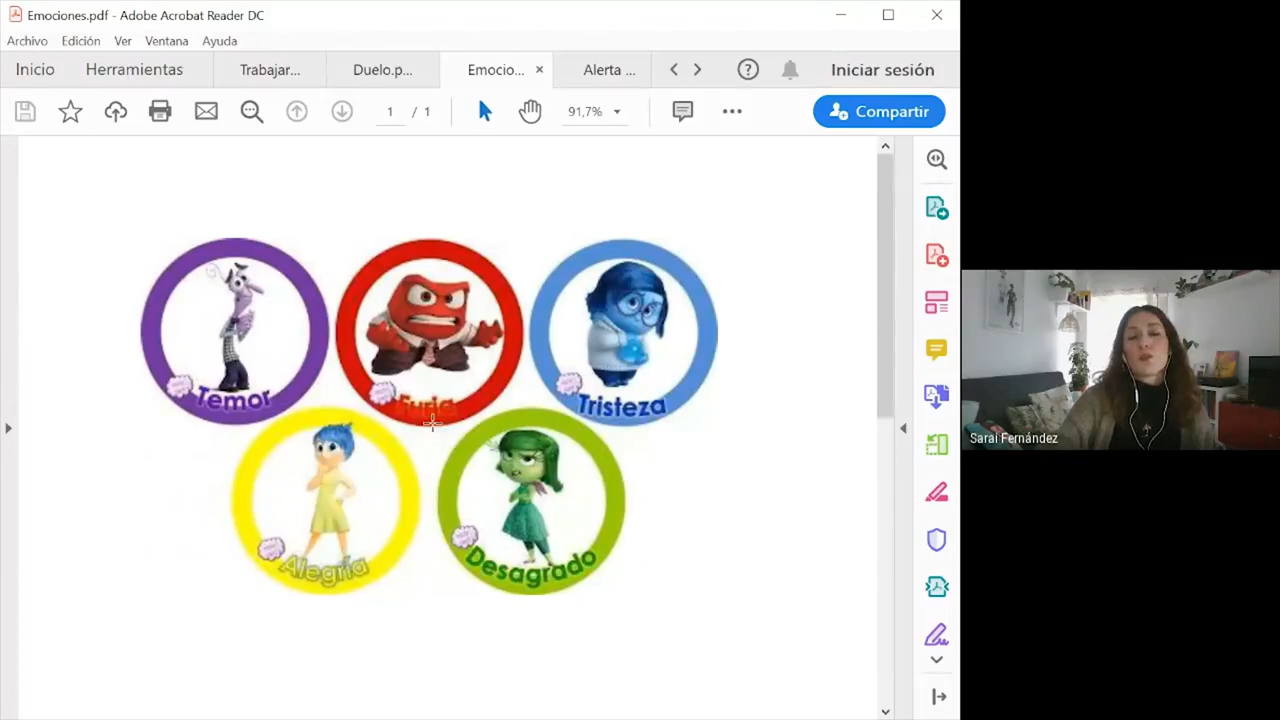 Emociones.pdf - Adobe Acrobat Reader DC
Archivo Edición Ver Ventana Ayuda
Inicio Herramientas Trabajar... Duelo.p... Emocio... × Alerta ... Iniciar sesión
1 / 1 91,7% Compartir
Temor Furia Tristeza
Alegría Desagrado
Sarai Fernández